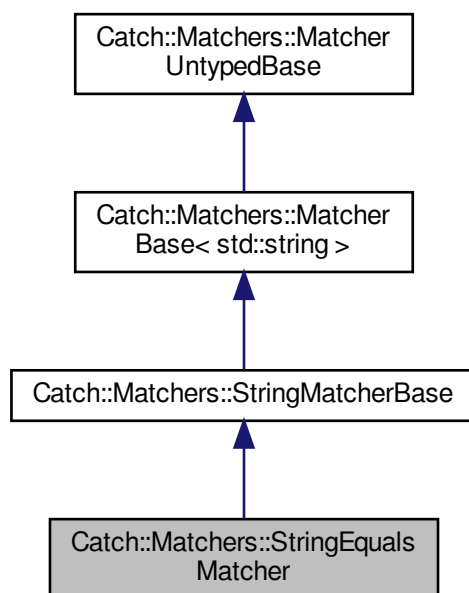 Catch::Matchers::Matcher
UntypedBase
Catch::Matchers::Matcher
Base< std::string >
Catch::Matchers::StringMatcherBase
Catch::Matchers::StringEquals
Matcher